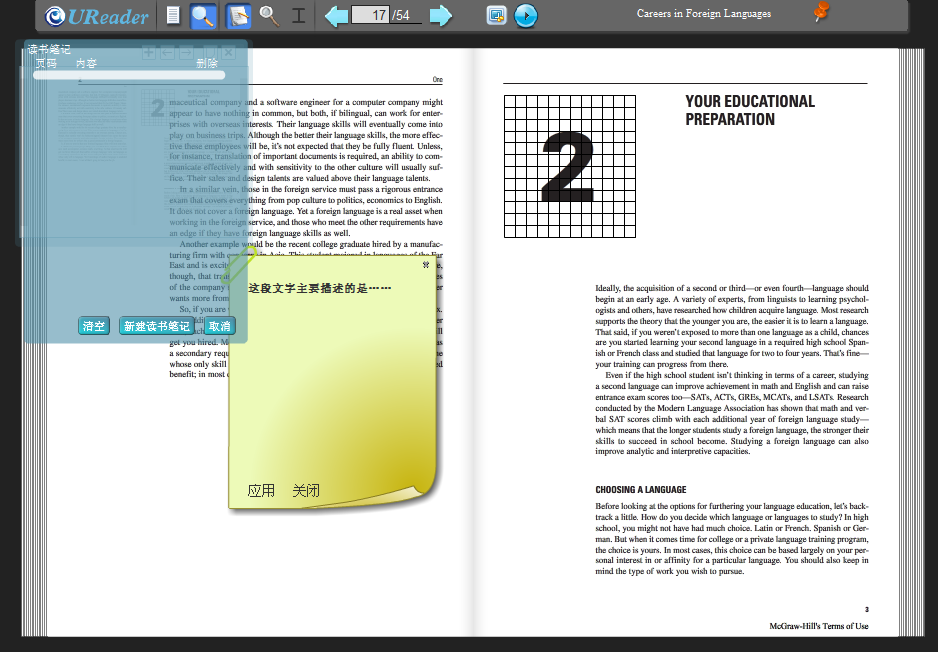 UReader
17 /54
Careers in Foreign Languages
读书笔记
页码 内容 删除
清空 新建读书笔记 取消
2
One
maceutical company and a software engineer for a computer company might
appear to have nothing in common, but both, if bilingual, can work for enter-
prises with overseas interests. Their language skills will eventually come into
play on business trips. Although the better their language skills, the more effec-
tive these employees will be, it's not expected that they be fully fluent. Unless,
for instance, translation of important documents is required, an ability to com-
municate effectively and with sensitivity to the other culture will usually suf-
fice. Their sales and design talents are valued above their language talents.
In a similar vein, those in the foreign service must pass a rigorous entrance
exam that covers everything from pop culture to politics, economics to English.
It does not cover a foreign language. Yet a foreign language is a real asset when
working in the foreign service, and those who meet the other requirements have
an edge if they have foreign language skills as well.
Another example would be the recent college graduate hired by a manufac-
turing firm with in Asia. This student majored in languages of the Far
East and is
though, that
of the company
wants more from
So, if you are
get you hired.
a secondary
whose only skill
benefit; in most
这段文字主要描述的是……
应用 关闭
2
YOUR EDUCATIONAL
PREPARATION
Ideally, the acquisition of a second or third—or even fourth—language should
begin at an early age. A variety of experts, from linguists to learning psychol-
ogists and others, have researched how children acquire language. Most research
supports the theory that the younger you are, the easier it is to learn a language.
That said, if you weren't exposed to more than one language as a child, chances
are you started learning your second language in a required high school Span-
ish or French class and studied that language for two to four years. That's fine—
your training can progress from there.
Even if the high school student isn't thinking in terms of a career, studying
a second language can improve achievement in math and English and can raise
entrance exam scores too—SATs, ACTs, GREs, MCATs, and LSATs. Research
conducted by the Modern Language Association has shown that math and ver-
bal SAT scores climb with each additional year of foreign language study—
which means that the longer students study a foreign language, the stronger their
skills to succeed in school become. Studying a foreign language can also
improve analytic and interpretive capacities.
CHOOSING A LANGUAGE
Before looking at the options for furthering your language education, let's back-
track a little. How do you decide which language or languages to study? In high
school, you might not have had much choice. Latin or French. Spanish or Ger-
man. But when it comes time for college or a private language training program,
the choice is yours. In most cases, this choice can be based largely on your per-
sonal interest in or affinity for a particular language. You should also keep in
mind the type of work you wish to pursue.
3
McGraw-Hill's Terms of Use